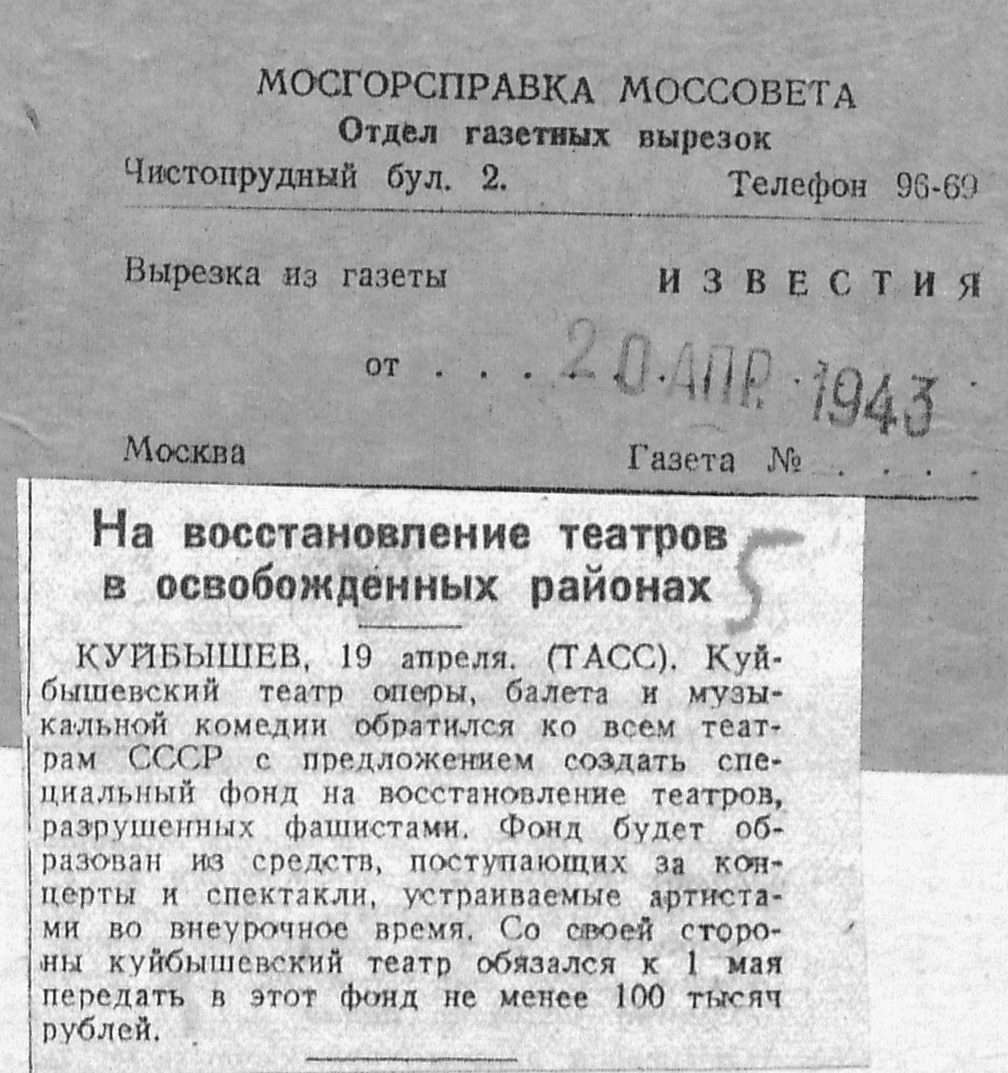 МОСГОРСПРАВКА МОССОВЕТА
Отдел газетных вырезок
Чистопрудный бул. 2. Телефон 96-69
Вырезка из газеты ИЗВЕСТИЯ
от . . . . 20 АПР. 1943
Москва Газета № . . . .
На восстановление театров
в освобождённых районах
5
КУЙБЫШЕВ, 19 апреля. (ТАСС). Куй-
бышевский театр оперы, балета и музы-
кальной комедии обратился ко всем теат-
рам СССР с предложением создать спе-
циальный фонд на восстановление театров,
разрушенных фашистами. Фонд будет об-
разован из средств, поступающих за кон-
церты и спектакли, устраиваемые артиста-
ми во внеурочное время. Со своей сторо-
ны куйбышевский театр обязался к 1 мая
передать в этот фонд не менее 100 тысяч
рублей.